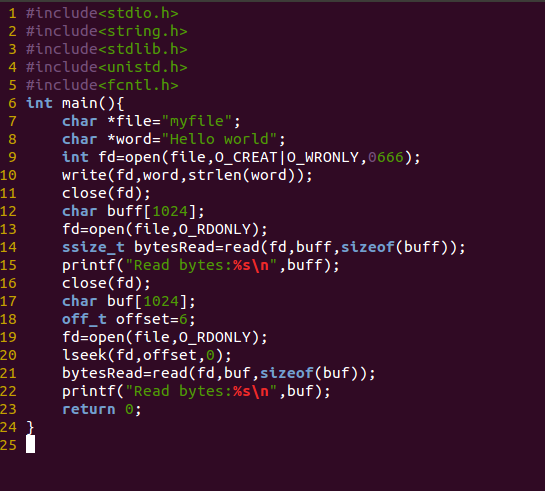 1 #include<stdio.h>
2 #include<string.h>
3 #include<stdlib.h>
4 #include<unistd.h>
5 #include<fcntl.h>
6 int main(){
7     char *file="myfile";
8     char *word="Hello world";
9     int fd=open(file,O_CREAT|O_WRONLY,0666);
10     write(fd,word,strlen(word));
11     close(fd);
12     char buff[1024];
13     fd=open(file,O_RDONLY);
14     ssize_t bytesRead=read(fd,buff,sizeof(buff));
15     printf("Read bytes:%s\n",buff);
16     close(fd);
17     char buf[1024];
18     off_t offset=6;
19     fd=open(file,O_RDONLY);
20     lseek(fd,offset,0);
21     bytesRead=read(fd,buf,sizeof(buf));
22     printf("Read bytes:%s\n",buf);
23     return 0;
24 }
25